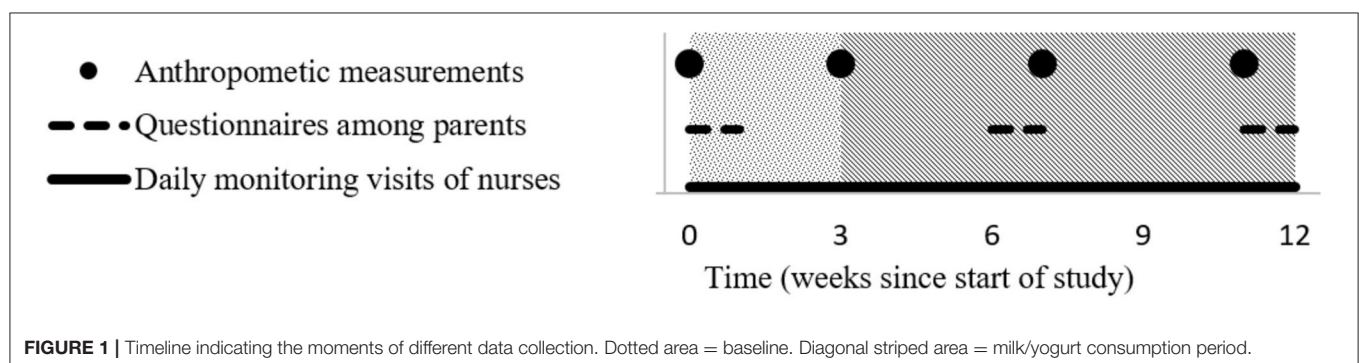 Anthropometic measurements
Questionnaires among parents
Daily monitoring visits of nurses
0 3 6 9 12
Time (weeks since start of study)
FIGURE 1 | Timeline indicating the moments of different data collection. Dotted area = baseline. Diagonal striped area = milk/yogurt consumption period.